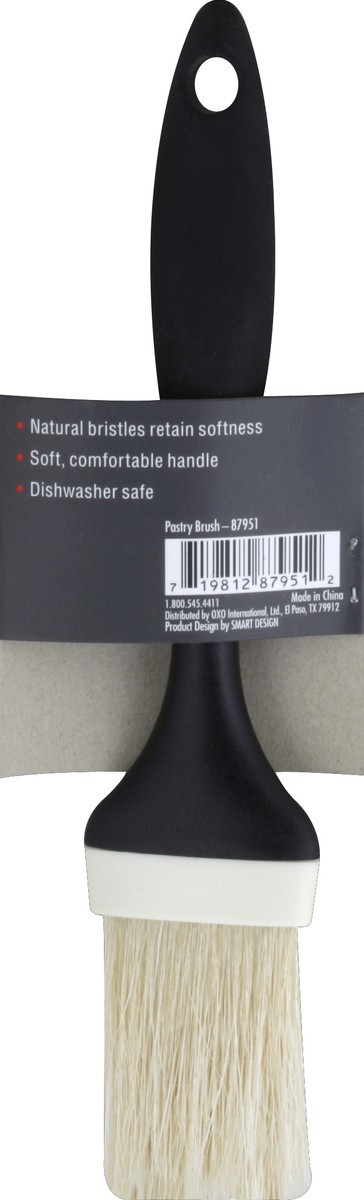 • Natural bristles retain softness
• Soft, comfortable handle
• Dishwasher safe
Pastry Brush – 87951
7 19812 87951 2
Made in China
1.800.545.4411
Distributed by OXO International, Ltd., El Paso, TX 79912
Product Design by SMART DESIGN